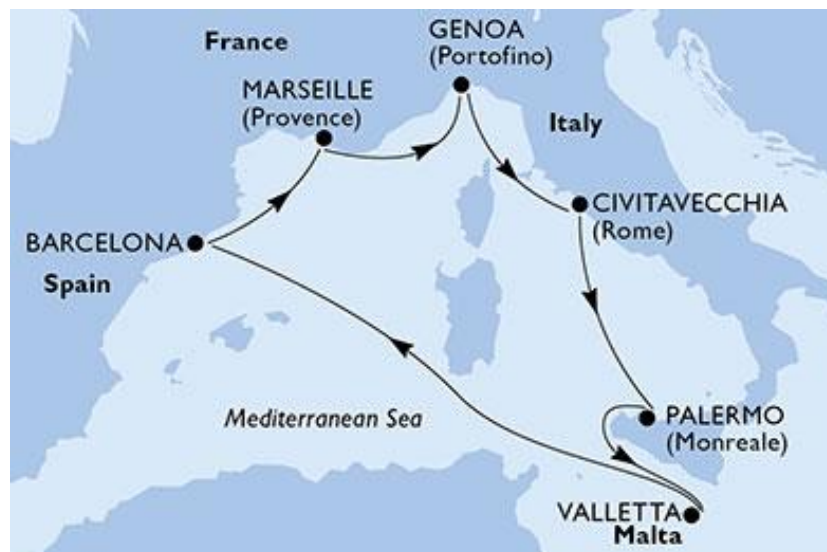 France
GENOA
(Portofino)
MARSEILLE
(Provence)
Italy
CIVITAVECCHIA
(Rome)
BARCELONA
Spain
Mediterranean Sea
PALERMO
(Monreale)
VALLETTA
Malta